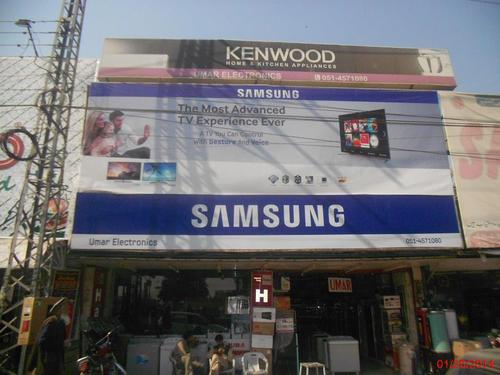 KENWOOD
HOME & KITCHEN APPLIANCES
UMAR ELECTRONICS
051-4571080
SAMSUNG
The Most Advanced
TV Experience Ever
A TV You Can Control
With Gesture And Voice
SAMSUNG
Umar Electronics
051-4571080
H
H
UMAR
01/20/2014